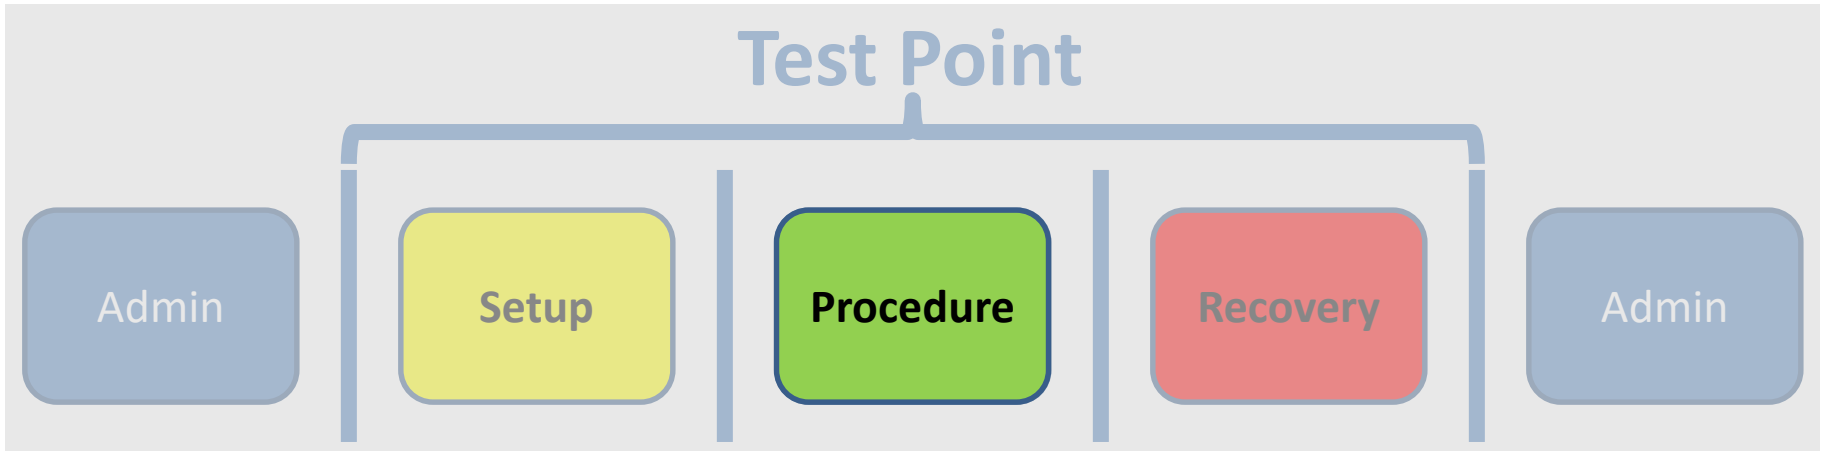 Test Point
Admin
Setup
Procedure
Recovery
Admin